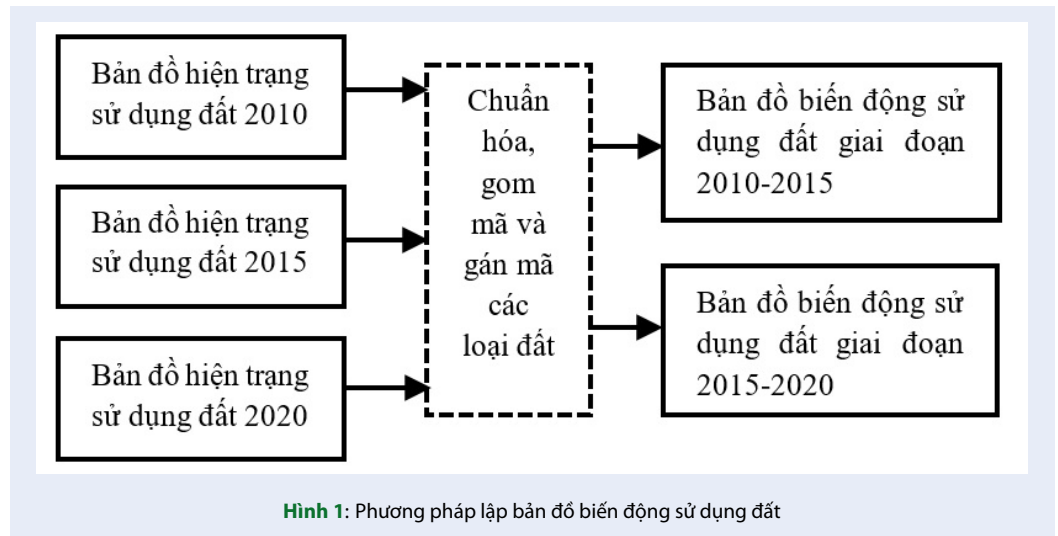 Bản đồ hiện trạng
sử dụng đất 2010
Bản đồ hiện trạng
sử dụng đất 2015
Bản đồ hiện trạng
sử dụng đất 2020
Chuẩn
hóa,
gom
mã và
gán mã
các
loại đất
Bản đồ biến động sử
dụng đất giai đoạn
2010-2015
Bản đồ biến động sử
dụng đất giai đoạn
2015-2020
Hình 1: Phương pháp lập bản đồ biến động sử dụng đất